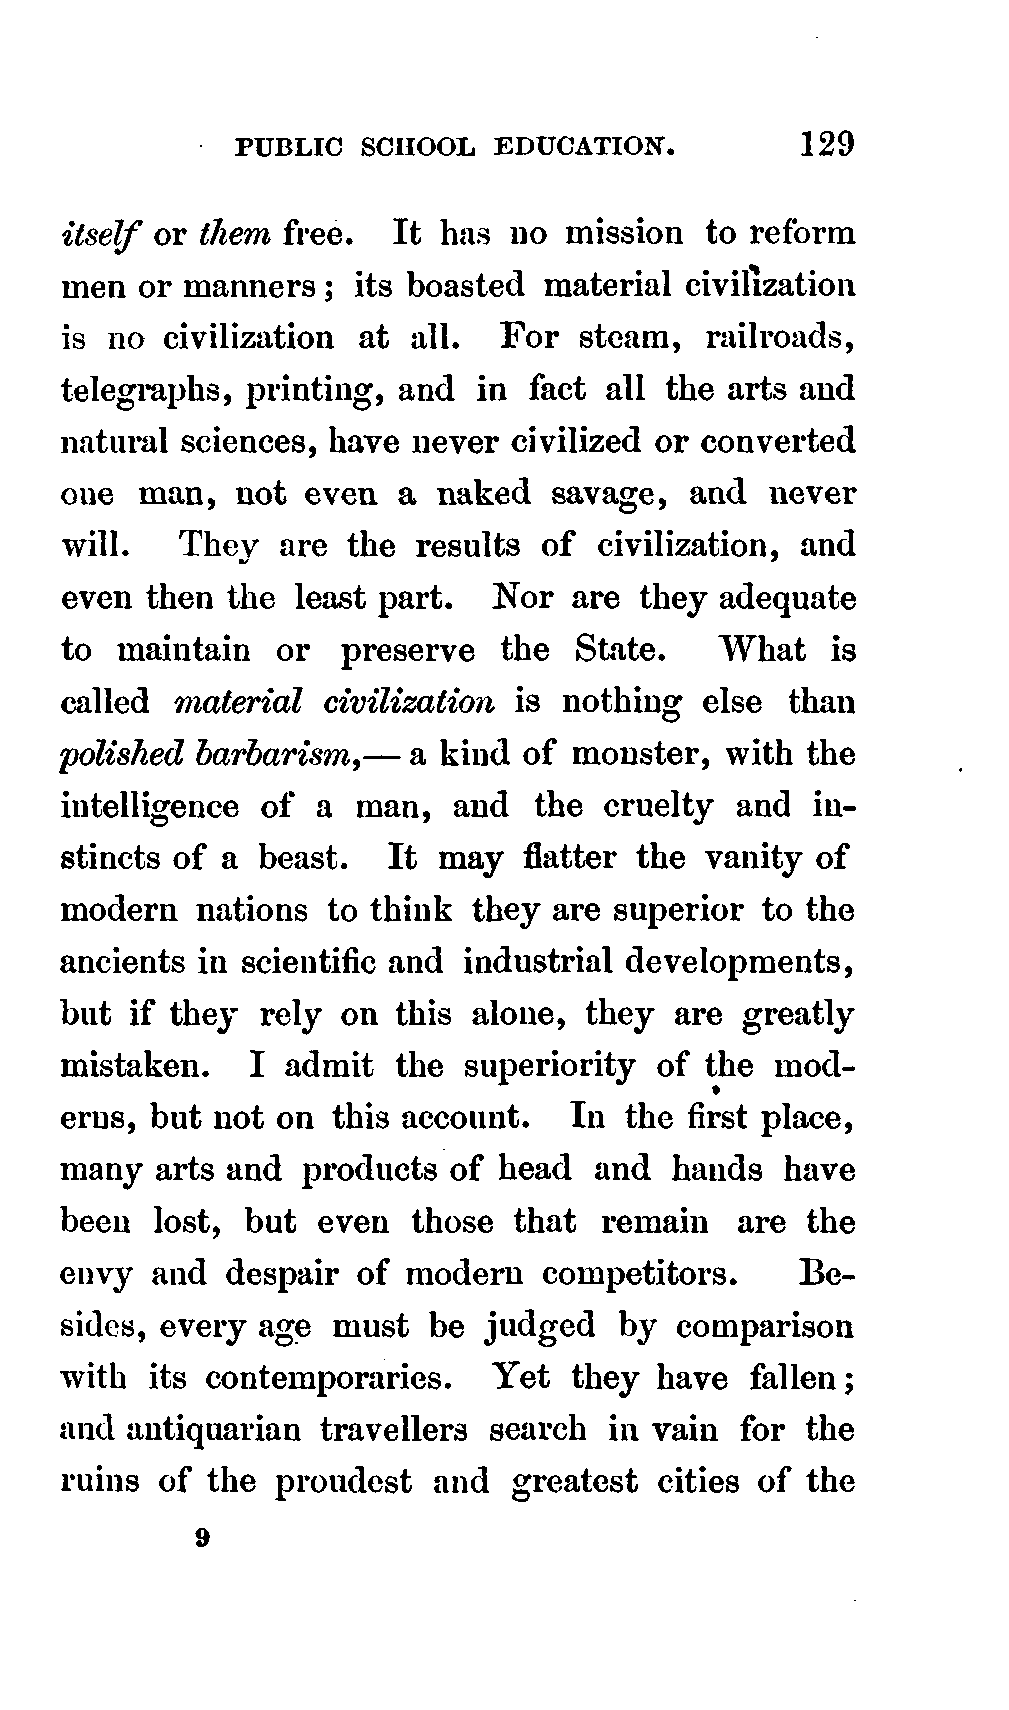 PUBLIC SCHOOL EDUCATION. 129
itself or them free. It has no mission to reform
men or manners; its boasted material civilization
is no civilization at all. For steam, railroads,
telegraphs, printing, and in fact all the arts and
natural sciences, have never civilized or converted
one man, not even a naked savage, and never
will. They are the results of civilization, and
even then the least part. Nor are they adequate
to maintain or preserve the State. What is
called material civilization is nothing else than
polished barbarism,— a kind of monster, with the
intelligence of a man, and the cruelty and in-
stincts of a beast. It may flatter the vanity of
modern nations to think they are superior to the
ancients in scientific and industrial developments,
but if they rely on this alone, they are greatly
mistaken. I admit the superiority of the mod-
erns, but not on this account. In the first place,
many arts and products of head and hands have
been lost, but even those that remain are the
envy and despair of modern competitors. Be-
sides, every age must be judged by comparison
with its contemporaries. Yet they have fallen;
and antiquarian travellers search in vain for the
ruins of the proudest and greatest cities of the
9